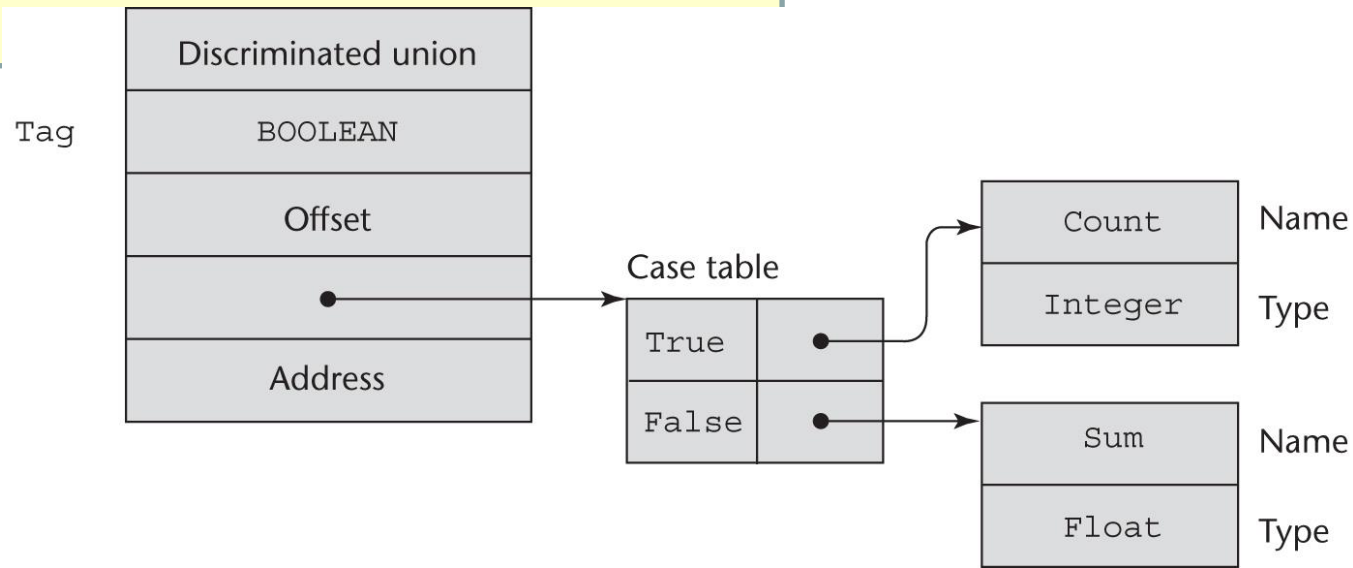 Discriminated union
Tag
BOOLEAN
Offset
Address
Case table
True
False
Count
Name
Integer
Type
Sum
Name
Float
Type